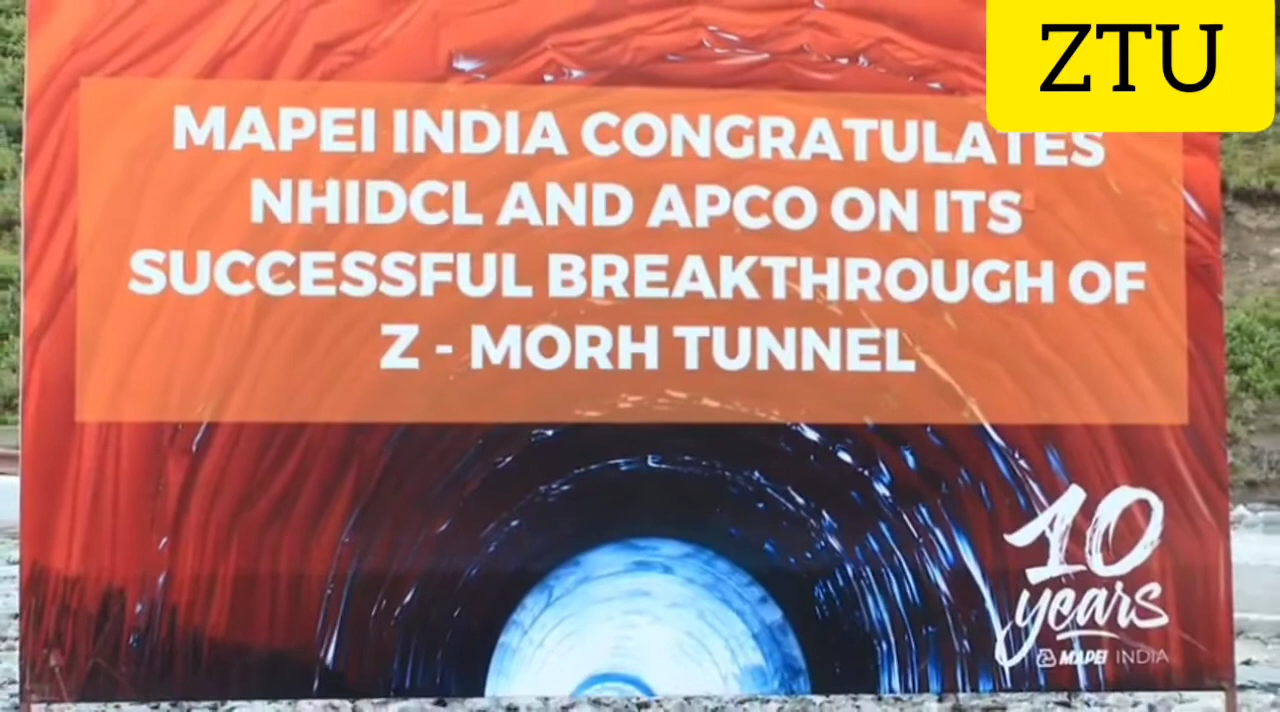 ZTU
MAPEI INDIA CONGRATULATES
NHIDCL AND APCO ON ITS
SUCCESSFUL BREAKTHROUGH OF
Z - MORH TUNNEL
10
years
MAPEI INDIA